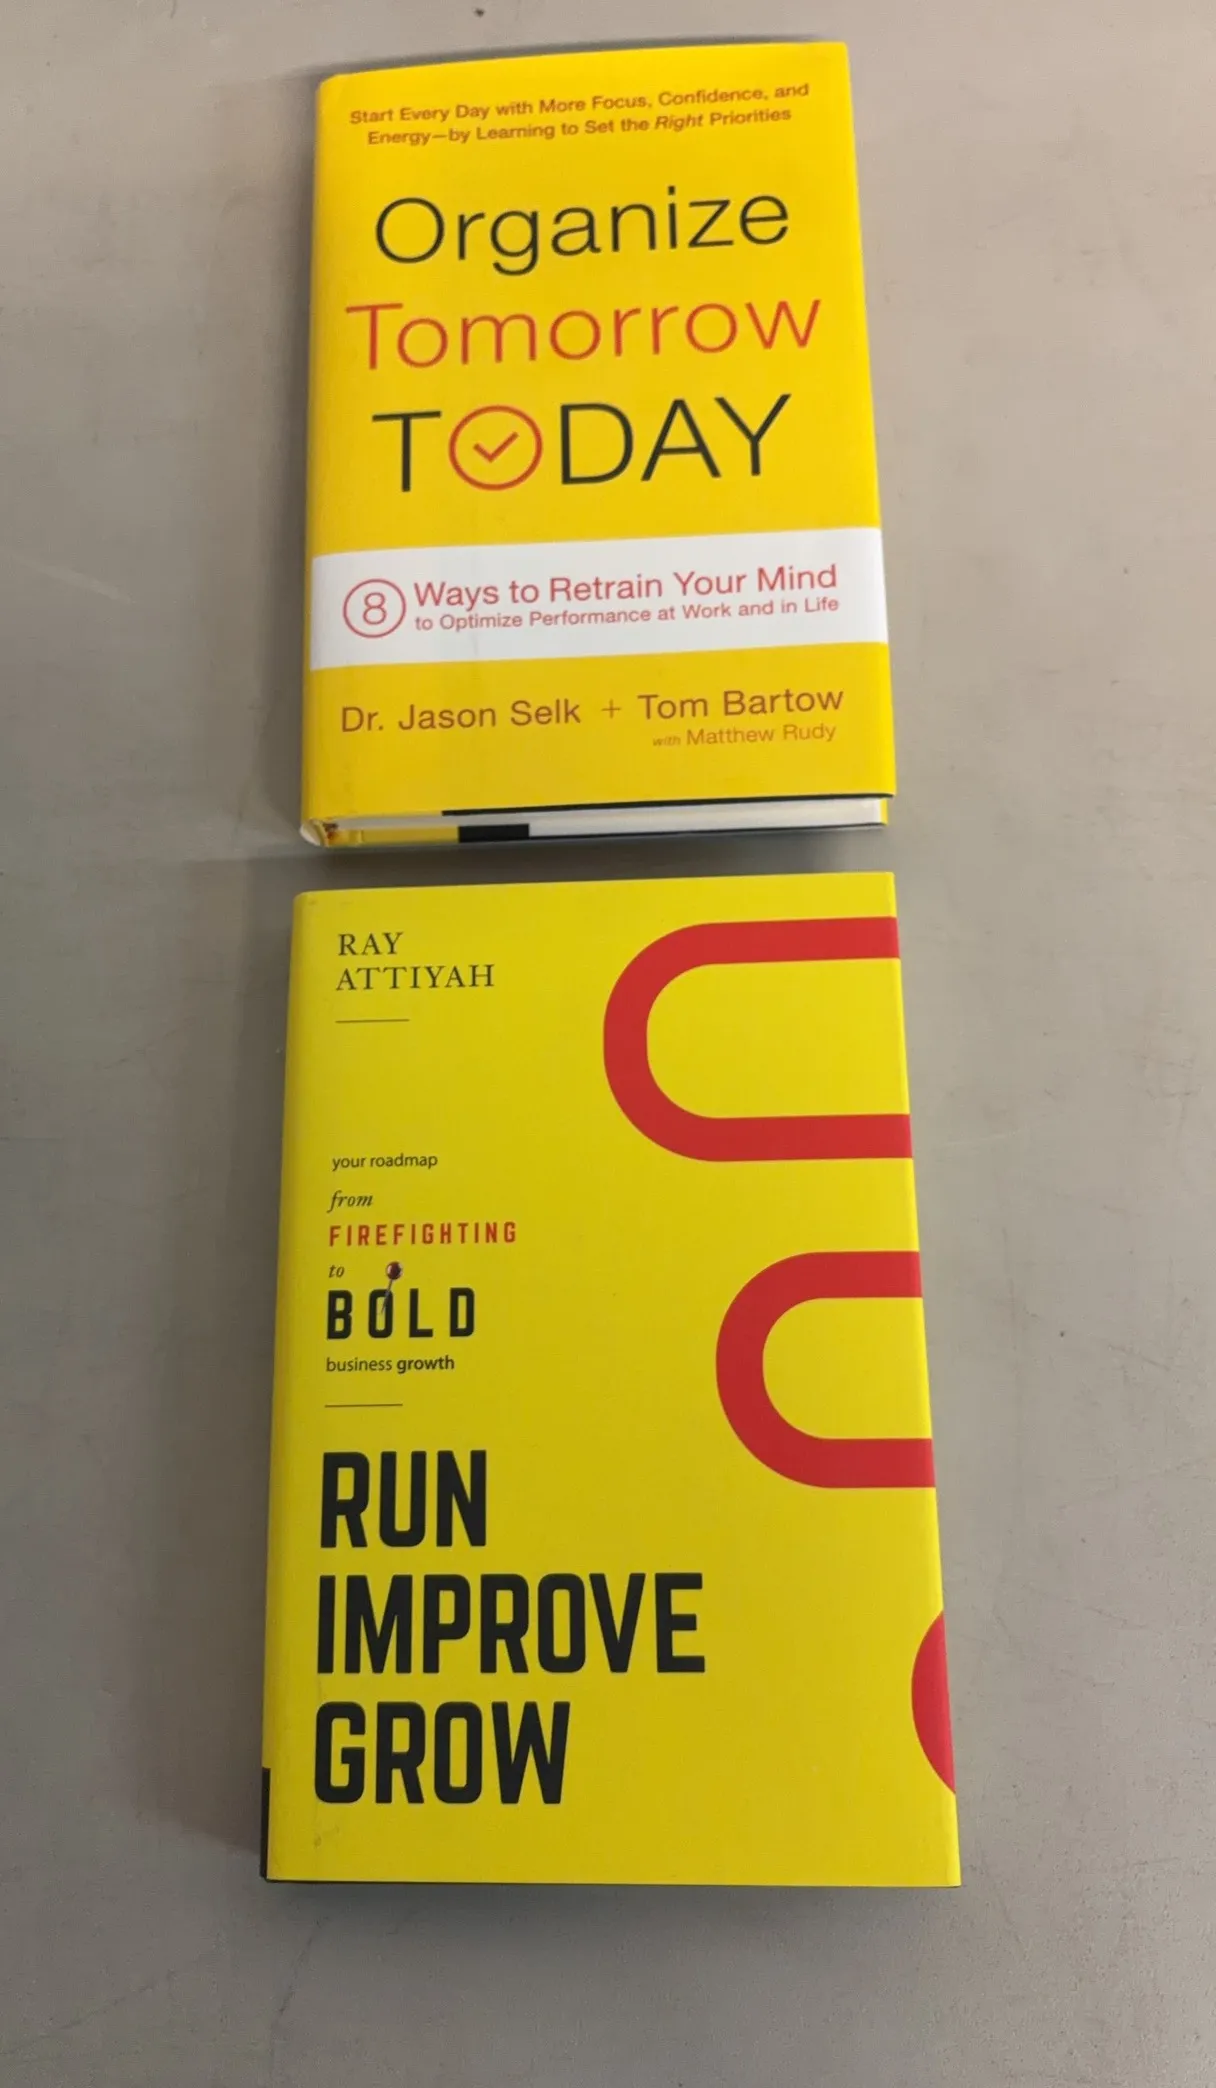 Start Every Day with More Focus, Confidence, and
Energy—by Learning to Set the Right Priorities
Organize
Tomorrow
TODAY
8 Ways to Retrain Your Mind
to Optimize Performance at Work and in Life
Dr. Jason Selk + Tom Bartow
with Matthew Rudy
RAY
ATTIYAH
your roadmap
from
FIREFIGHTING
to
BOLD
business growth
RUN
IMPROVE
GROW